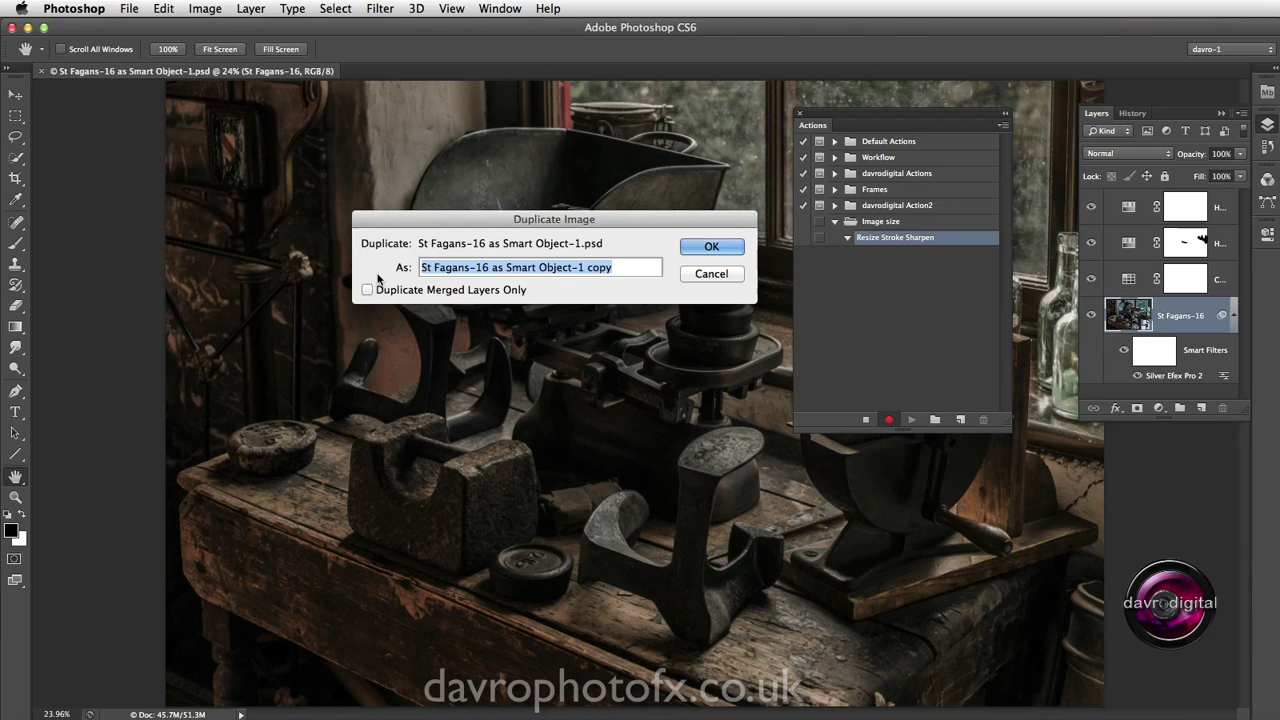 Photoshop File Edit Image Layer Type Select Filter 3D View Window Help
Adobe Photoshop CS6
Scroll All Windows 100% Fit Screen Fill Screen davro-1
× © St Fagans-16 as Smart Object-1.psd @ 24% (St Fagans-16, RGB/8)
Mb
Actions
Default Actions
Workflow
davrodigital Actions
Frames
davrodigital Action2
Image size
Resize Stroke Sharpen
Layers History
Kind
Normal Opacity: 100%
Lock: Fill: 100%
H...
H...
C...
St Fagans-16
Smart Filters
Silver Efex Pro 2
fx
Duplicate Image
Duplicate: St Fagans-16 as Smart Object-1.psd
As: St Fagans-16 as Smart Object-1 copy
Duplicate Merged Layers Only
OK
Cancel
davrodigital
davrophotofx.co.uk
23.96% © Doc: 45.7M/51.3M